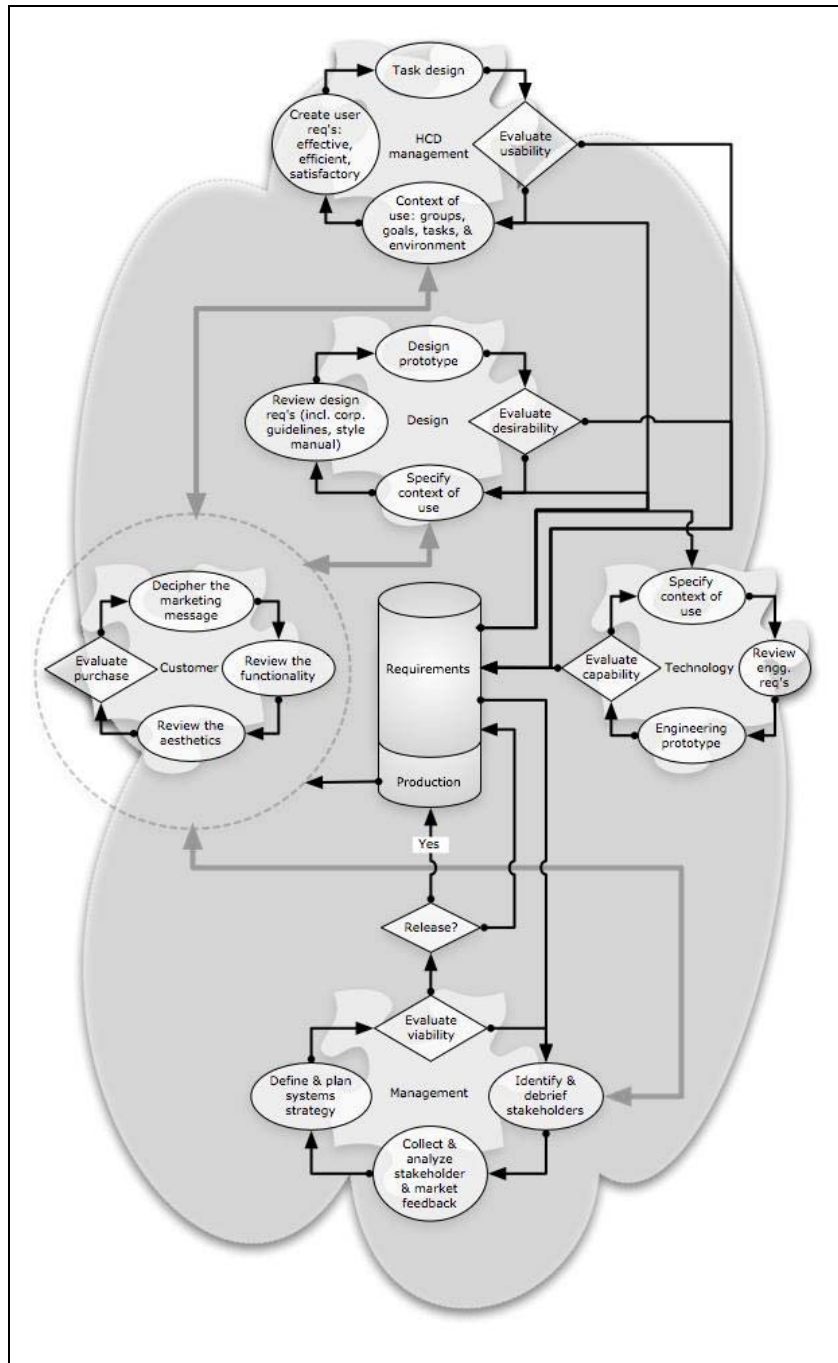 Task design
Create user
req's:
effective,
efficient,
satisfactory
HCD
management
Evaluate
usability
Context of
use: groups,
goals, tasks, &
environment
Design
prototype
Review design
req's (incl. corp.
guidelines, style
manual)
Design
Evaluate
desirability
Specify
context of
use
Decipher the
marketing
message
Evaluate
purchase
Customer
Review the
functionality
Review the
aesthetics
Requirements
Production
Specify
context of
use
Evaluate
capability
Technology
Review
engg.
req's
Engineering
prototype
Yes
Release?
Evaluate
viability
Define & plan
systems
strategy
Management
Identify &
debrief
stakeholders
Collect &
analyze
stakeholder
& market
feedback